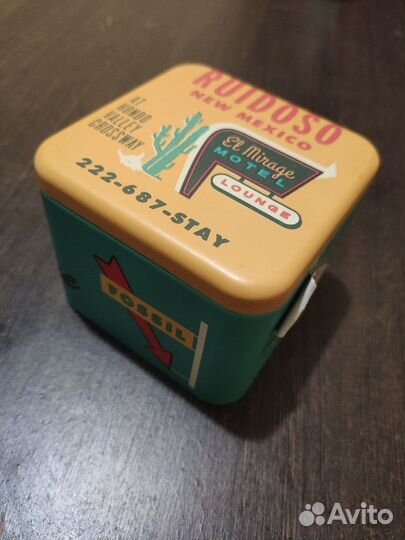 RUIDOSO
NEW MEXICO
AT
HONDO
VALLEY
CROSSWAY
El Mirage
MOTEL
LOUNGE
222-687-STAY
FOSSIL
Avito